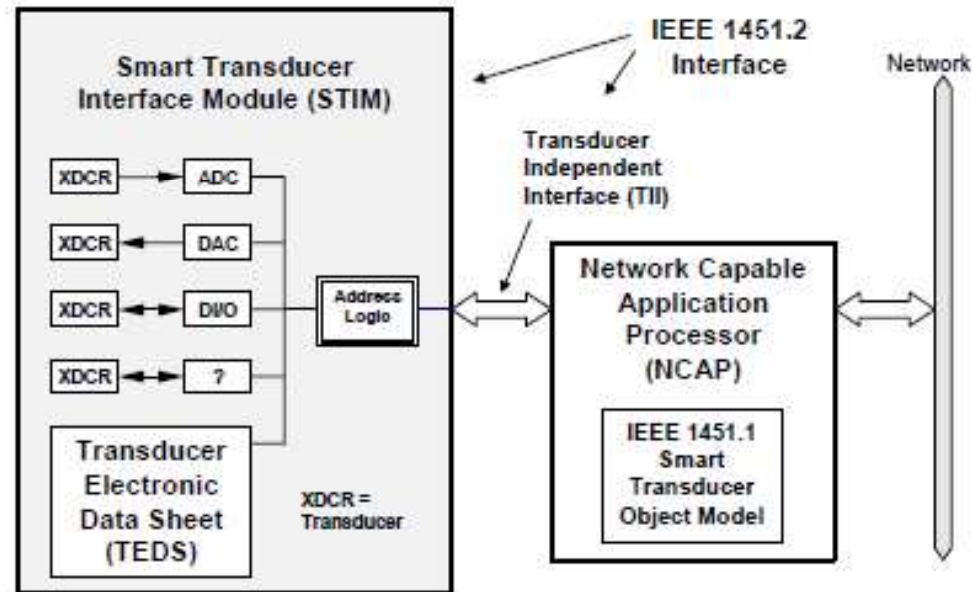 Smart Transducer
Interface Module (STIM)
XDCR
ADC
XDCR
DAC
XDCR
DI/O
XDCR
?
Transducer
Electronic
Data Sheet
(TEDS)
XDCR =
Transducer
Address
Logic
IEEE 1451.2
Interface
Transducer
Independent
Interface (TII)
Network Capable
Application
Processor
(NCAP)
IEEE 1451.1
Smart
Transducer
Object Model
Network